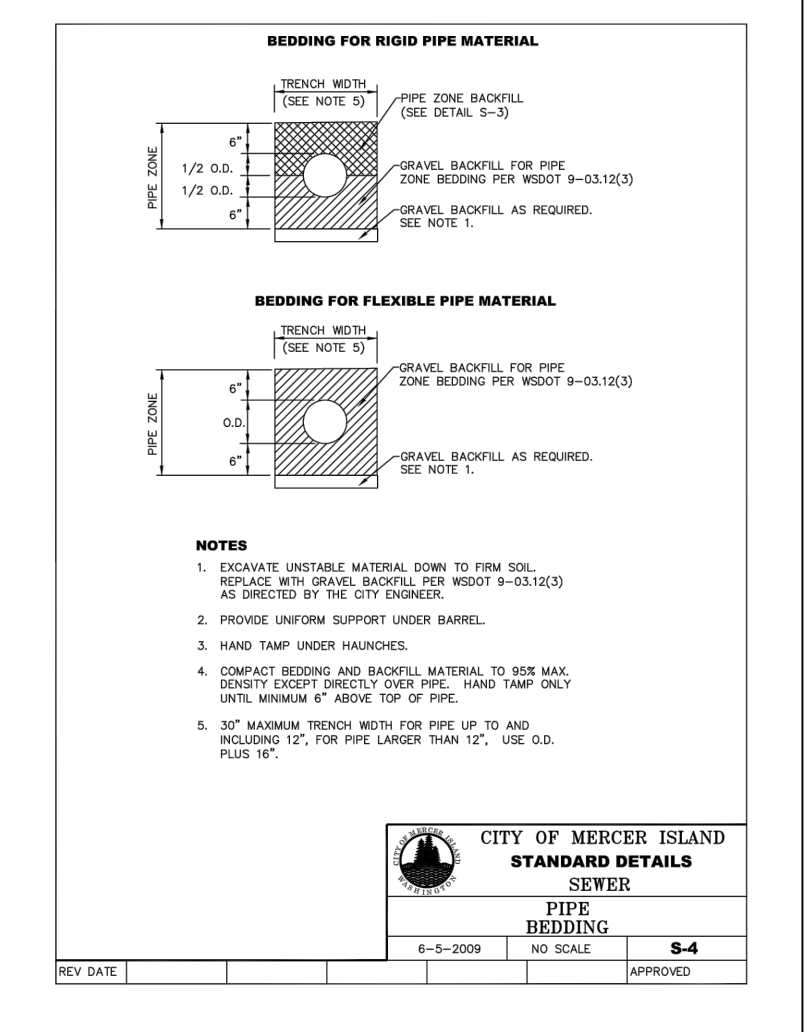 BEDDING FOR RIGID PIPE MATERIAL
TRENCH WIDTH
(SEE NOTE 5)
PIPE ZONE BACKFILL
(SEE DETAIL S-3)
6"
PIPE ZONE
1/2 O.D.
1/2 O.D.
6"
GRAVEL BACKFILL FOR PIPE
ZONE BEDDING PER WSDOT 9-03.12(3)
GRAVEL BACKFILL AS REQUIRED.
SEE NOTE 1.
BEDDING FOR FLEXIBLE PIPE MATERIAL
TRENCH WIDTH
(SEE NOTE 5)
GRAVEL BACKFILL FOR PIPE
ZONE BEDDING PER WSDOT 9-03.12(3)
6"
PIPE ZONE
O.D.
6"
GRAVEL BACKFILL AS REQUIRED.
SEE NOTE 1.
NOTES
1. EXCAVATE UNSTABLE MATERIAL DOWN TO FIRM SOIL.
REPLACE WITH GRAVEL BACKFILL PER WSDOT 9-03.12(3)
AS DIRECTED BY THE CITY ENGINEER.
2. PROVIDE UNIFORM SUPPORT UNDER BARREL.
3. HAND TAMP UNDER HAUNCHES.
4. COMPACT BEDDING AND BACKFILL MATERIAL TO 95% MAX.
DENSITY EXCEPT DIRECTLY OVER PIPE. HAND TAMP ONLY
UNTIL MINIMUM 6" ABOVE TOP OF PIPE.
5. 30" MAXIMUM TRENCH WIDTH FOR PIPE UP TO AND
INCLUDING 12", FOR PIPE LARGER THAN 12", USE O.D.
PLUS 16".
CITY OF MERCER ISLAND
WASHINGTON
CITY OF MERCER ISLAND
STANDARD DETAILS
SEWER
PIPE
BEDDING
6-5-2009 NO SCALE S-4
REV DATE APPROVED